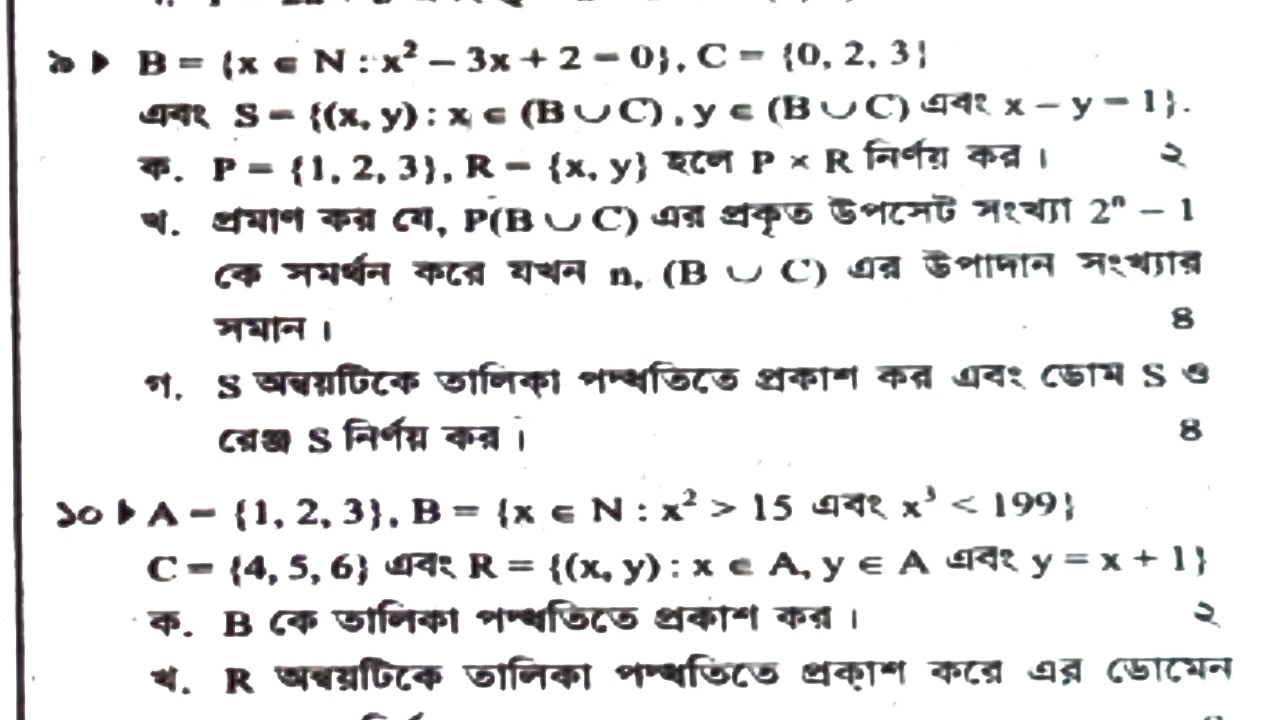 ৯ ▶ B = {x ∈ N : x² – 3x + 2 = 0}, C = {0, 2, 3}
এবং S = {(x, y) : x ∈ (B ∪ C), y ∈ (B ∪ C) এবং x – y = 1}.
ক. P = {1, 2, 3}, R = {x, y} হলে P × R নির্ণয় কর। ২
খ. প্রমাণ কর যে, P(B ∪ C) এর প্রকৃত উপসেট সংখ্যা 2ⁿ – 1
কে সমর্থন করে যখন n, (B ∪ C) এর উপাদান সংখ্যার
সমান। ৪
গ. S অন্বয়টিকে তালিকা পদ্ধতিতে প্রকাশ কর এবং ডোম S ও
রেঞ্জ S নির্ণয় কর। ৪
১০ ▶ A = {1, 2, 3}, B = {x ∈ N : x² > 15 এবং x³ < 199}
C = {4, 5, 6} এবং R = {(x, y) : x ∈ A, y ∈ A এবং y = x + 1}
ক. B কে তালিকা পদ্ধতিতে প্রকাশ কর। ২
খ. R অন্বয়টিকে তালিকা পদ্ধতিতে প্রকাশ করে এর ডোমেন